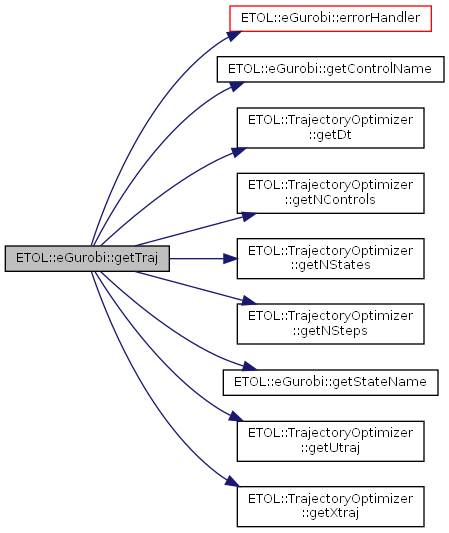 ETOL::eGurobi::getTraj
ETOL::eGurobi::errorHandler
ETOL::eGurobi::getControlName
ETOL::TrajectoryOptimizer
::getDt
ETOL::TrajectoryOptimizer
::getNControls
ETOL::TrajectoryOptimizer
::getNStates
ETOL::TrajectoryOptimizer
::getNSteps
ETOL::eGurobi::getStateName
ETOL::TrajectoryOptimizer
::getUtraj
ETOL::TrajectoryOptimizer
::getXtraj